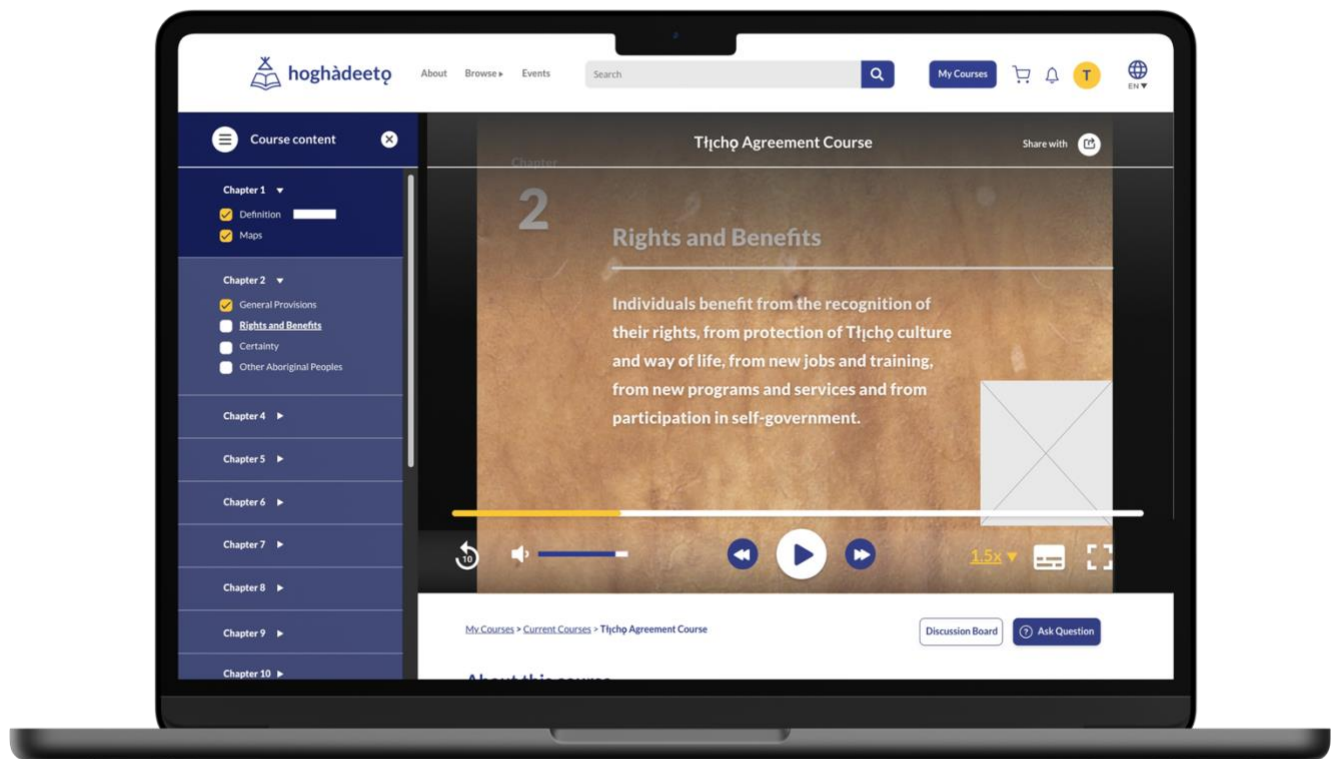 hoghàdeetǫ
About Browse Events
Search
My Courses
T
EN
Course content
Chapter 1
Definition
Maps
Chapter 2
General Provisions
Rights and Benefits
Certainty
Other Aboriginal Peoples
Chapter 4
Chapter 5
Chapter 6
Chapter 7
Chapter 8
Chapter 9
Chapter 10
Tłı̨chǫ Agreement Course
Share with
Chapter
2
Rights and Benefits
Individuals benefit from the recognition of
their rights, from protection of Tłı̨chǫ culture
and way of life, from new jobs and training,
from new programs and services and from
participation in self-government.
10
1.5x
My Courses > Current Courses > Tłı̨chǫ Agreement Course
Discussion Board
? Ask Question
About this course